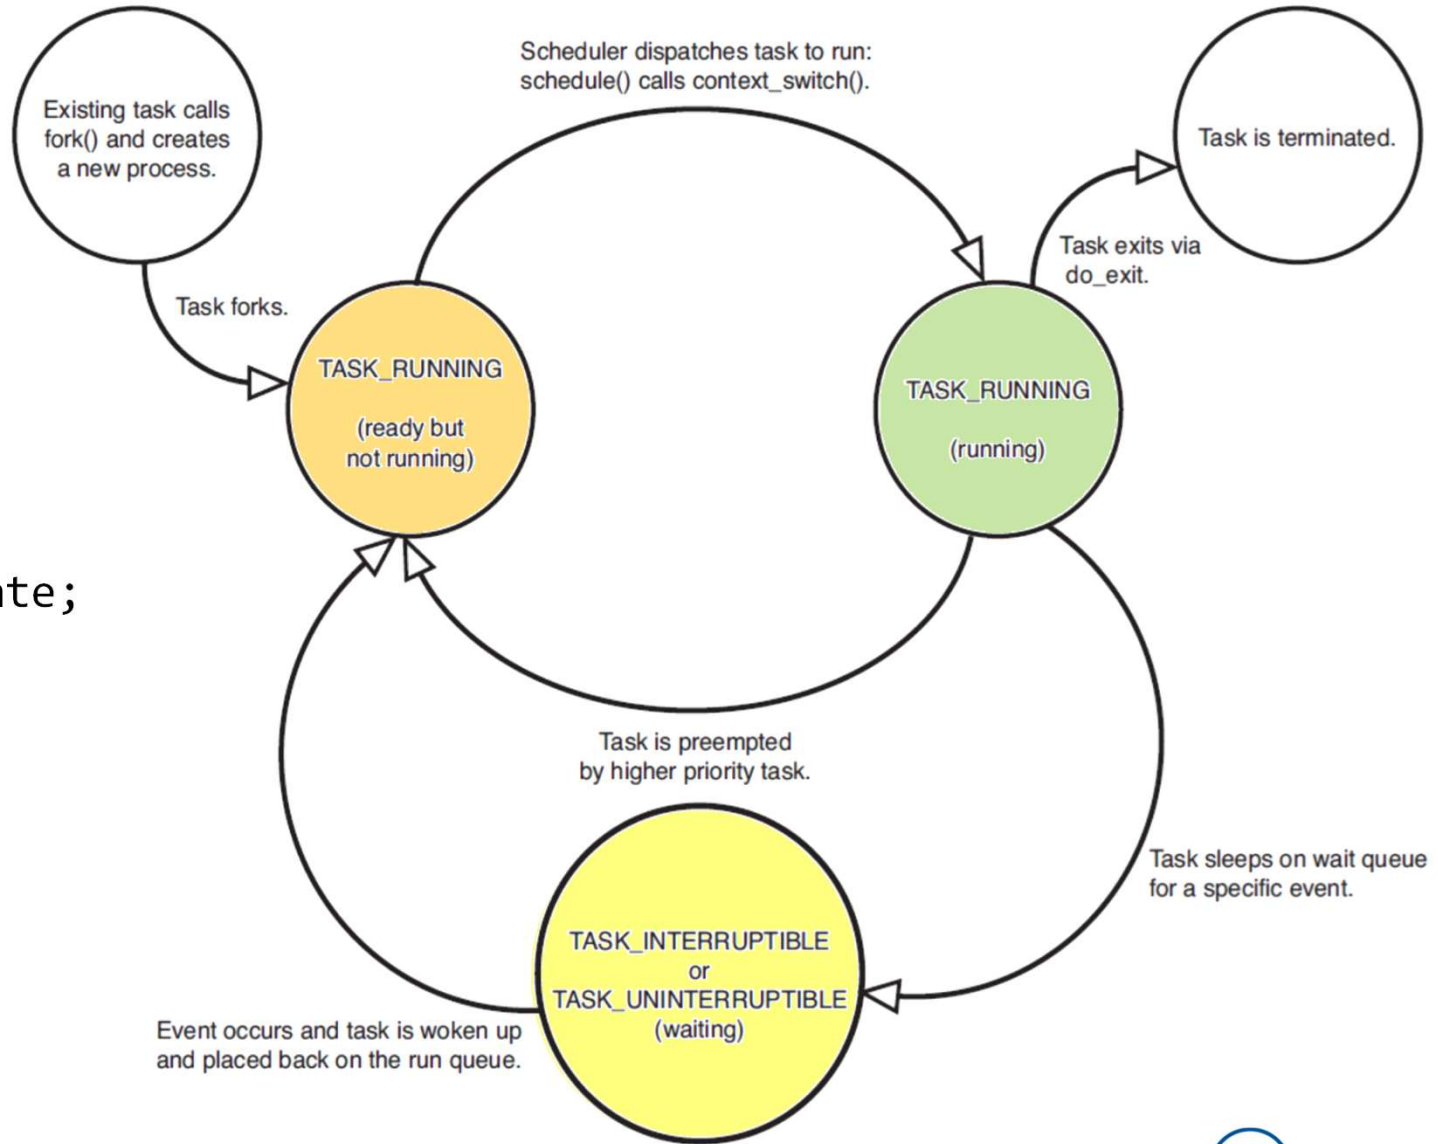 Existing task calls
fork() and creates
a new process.
Scheduler dispatches task to run:
schedule() calls context_switch().
Task is terminated.
Task exits via
do_exit.
Task forks.
TASK_RUNNING
(ready but
not running)
TASK_RUNNING
(running)
Task is preempted
by higher priority task.
Task sleeps on wait queue
for a specific event.
TASK_INTERRUPTIBLE
or
TASK_UNINTERRUPTIBLE
(waiting)
Event occurs and task is woken up
and placed back on the run queue.